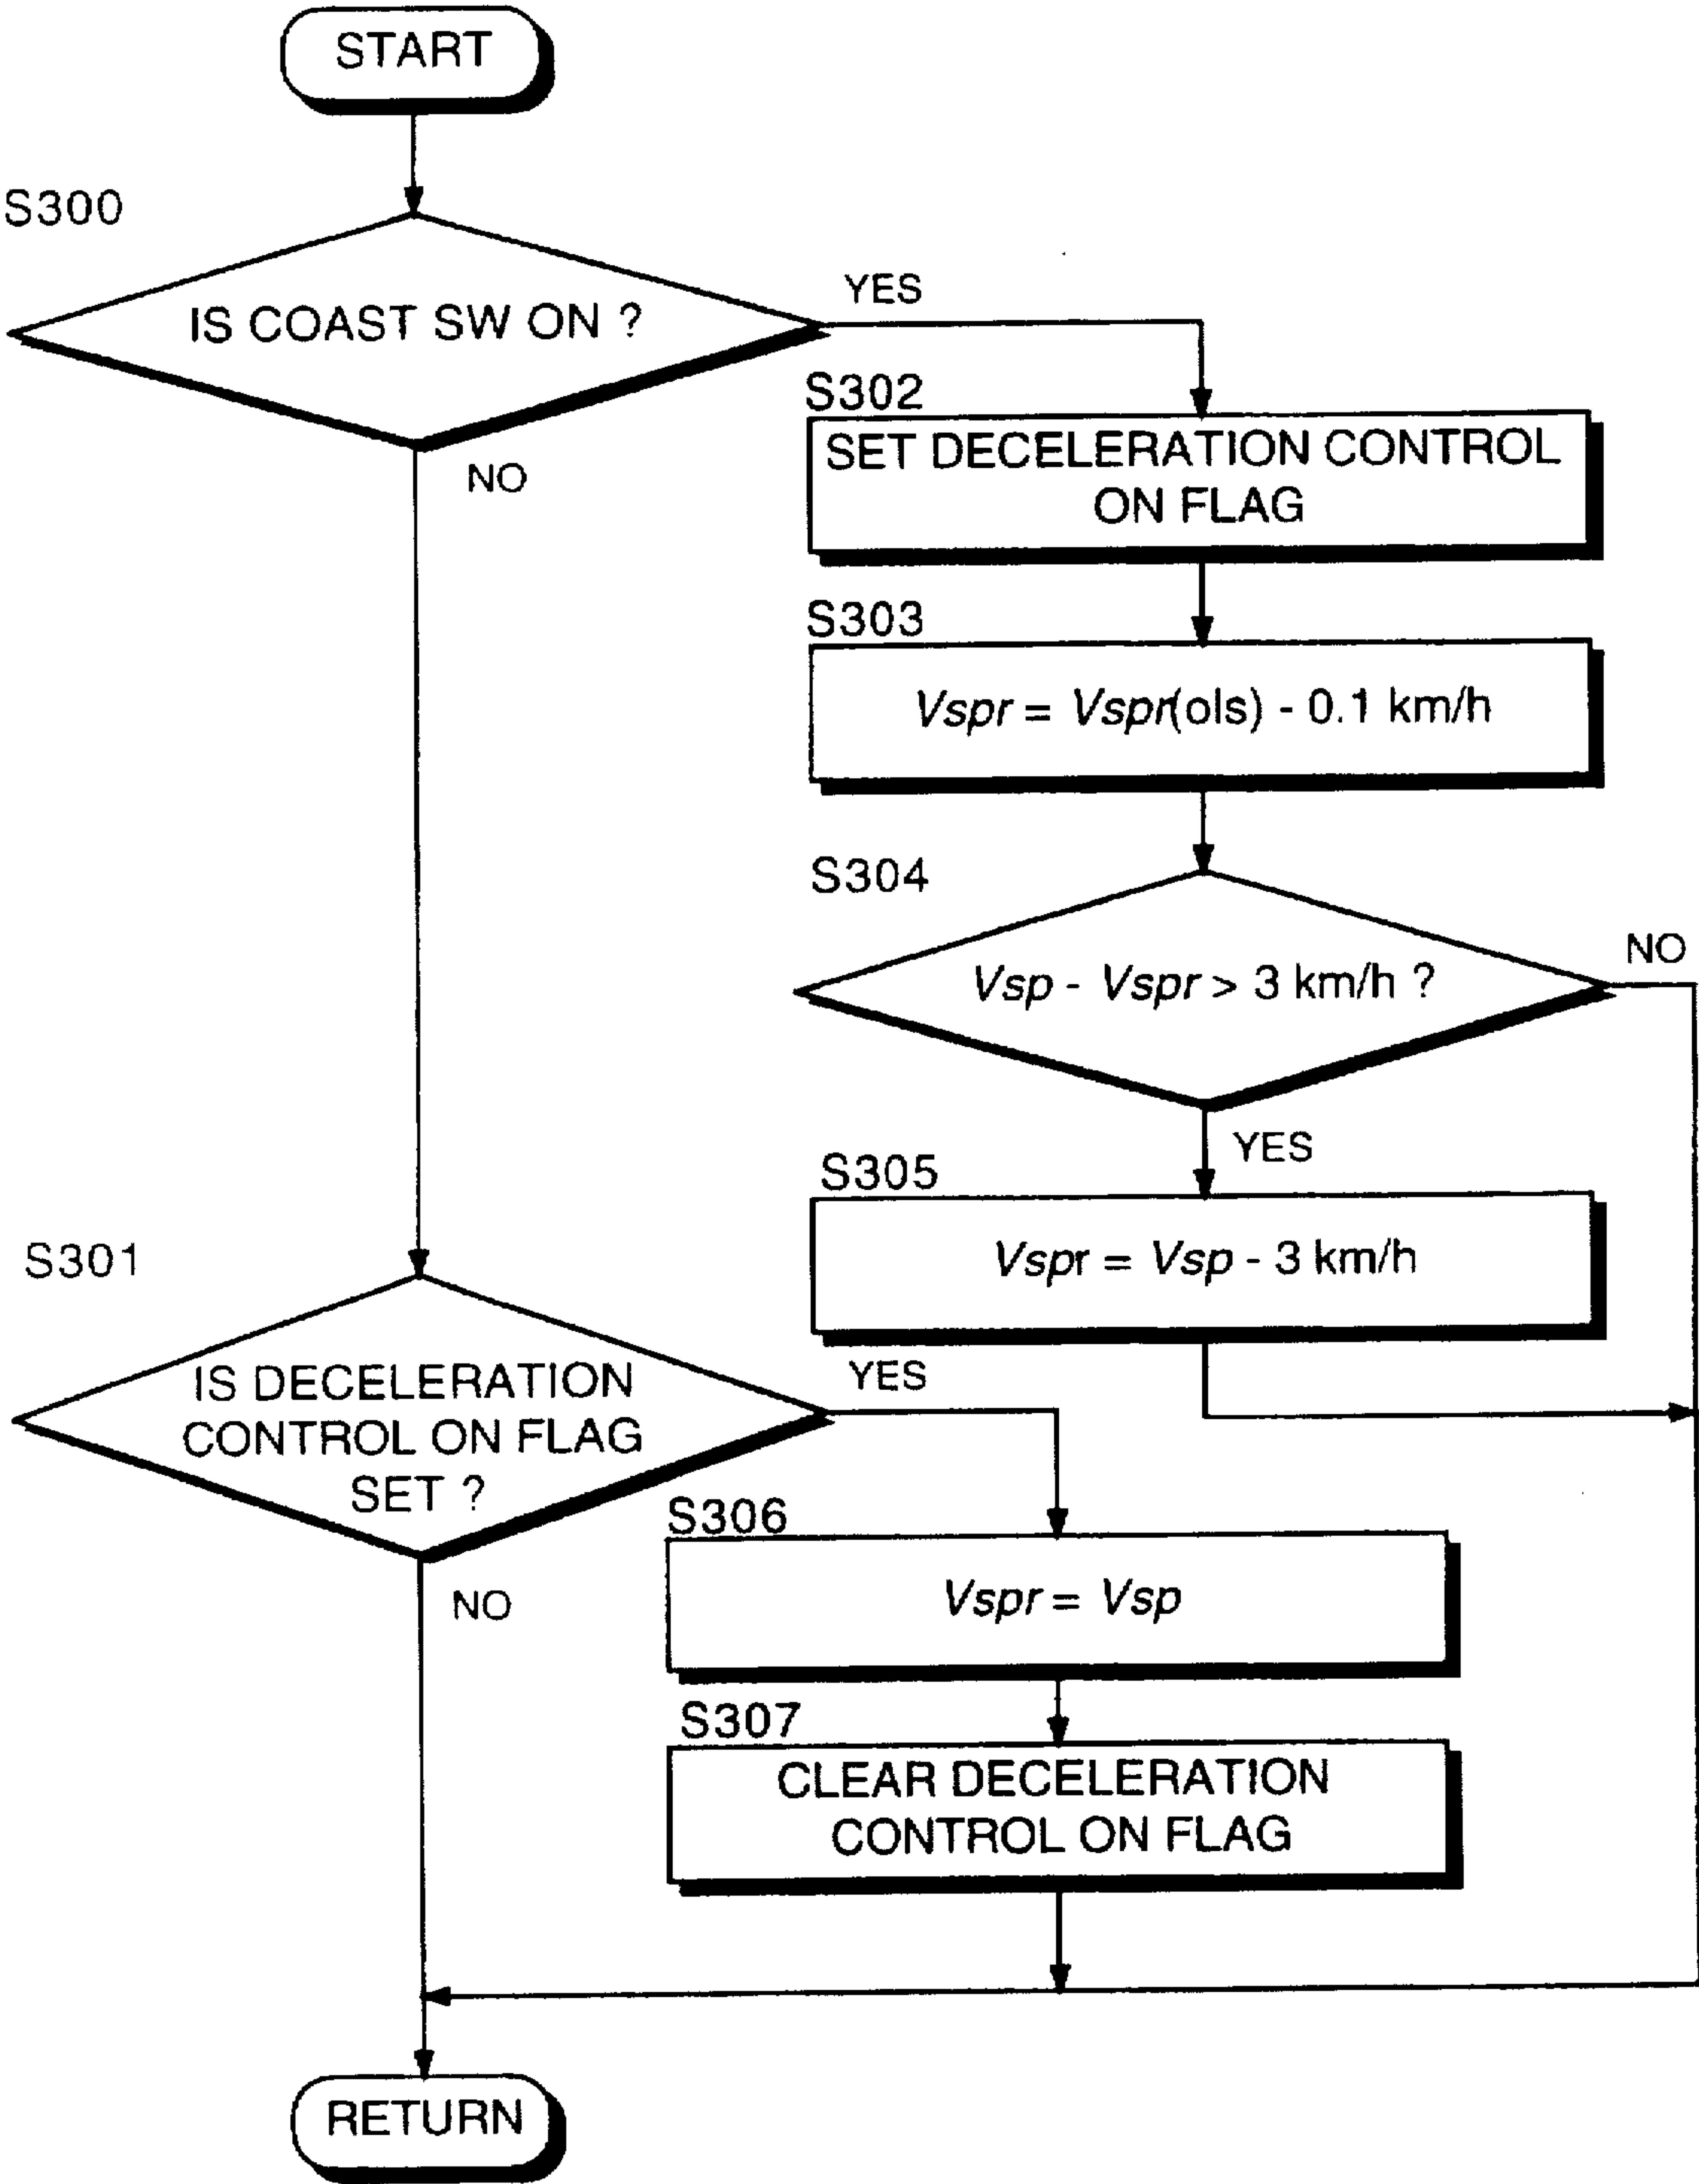 START
S300
IS COAST SW ON ?
YES
NO
S302
SET DECELERATION CONTROL
ON FLAG
S303
Vspr = Vspr(ols) - 0.1 km/h
S304
Vsp - Vspr > 3 km/h ?
NO
YES
S305
Vspr = Vsp - 3 km/h
S301
IS DECELERATION
CONTROL ON FLAG
SET ?
YES
NO
S306
Vspr = Vsp
S307
CLEAR DECELERATION
CONTROL ON FLAG
RETURN